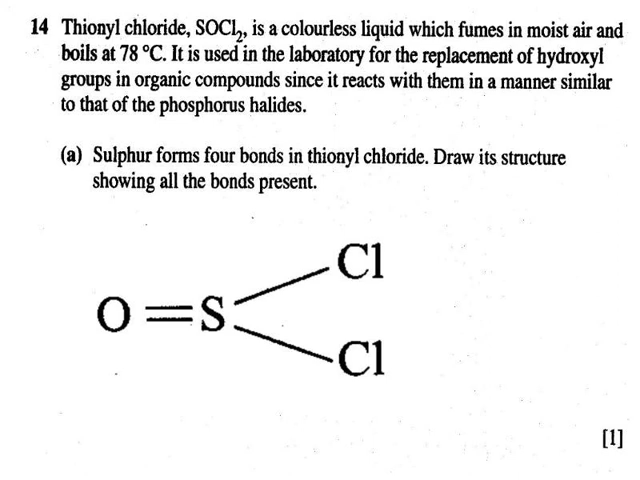 14 Thionyl chloride, SOCl₂, is a colourless liquid which fumes in moist air and
boils at 78 °C. It is used in the laboratory for the replacement of hydroxyl
groups in organic compounds since it reacts with them in a manner similar
to that of the phosphorus halides.
(a) Sulphur forms four bonds in thionyl chloride. Draw its structure
showing all the bonds present.
Cl
O=S
Cl
[1]